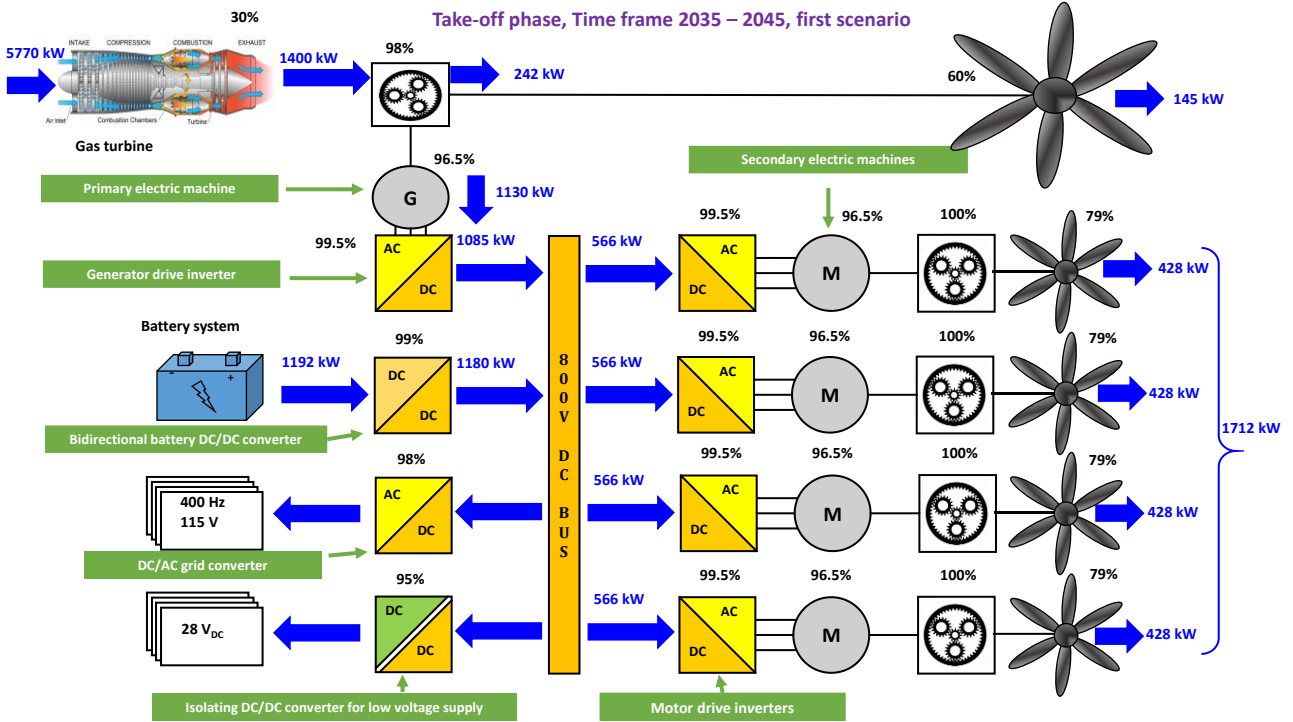 Take-off phase, Time frame 2035 – 2045, first scenario
30%
5770 kW
INTAKE COMPRESSION COMBUSTION EXHAUST
Air Inlet Combustion Chambers Turbine
Gas turbine
1400 kW
98%
242 kW
60%
145 kW
Primary electric machine
96.5%
G
1130 kW
Secondary electric machines
Generator drive inverter
99.5%
AC
DC
1085 kW
566 kW
99.5%
AC
DC
96.5%
M
100%
79%
428 kW
Battery system
1192 kW
- +
99%
DC
DC
1180 kW
566 kW
99.5%
AC
DC
96.5%
M
100%
79%
428 kW
Bidirectional battery DC/DC converter
800V DC BUS
1712 kW
400 Hz
115 V
98%
AC
DC
566 kW
99.5%
AC
DC
96.5%
M
100%
79%
428 kW
DC/AC grid converter
28 VDC
95%
DC
DC
566 kW
99.5%
AC
DC
96.5%
M
100%
79%
428 kW
Isolating DC/DC converter for low voltage supply
Motor drive inverters